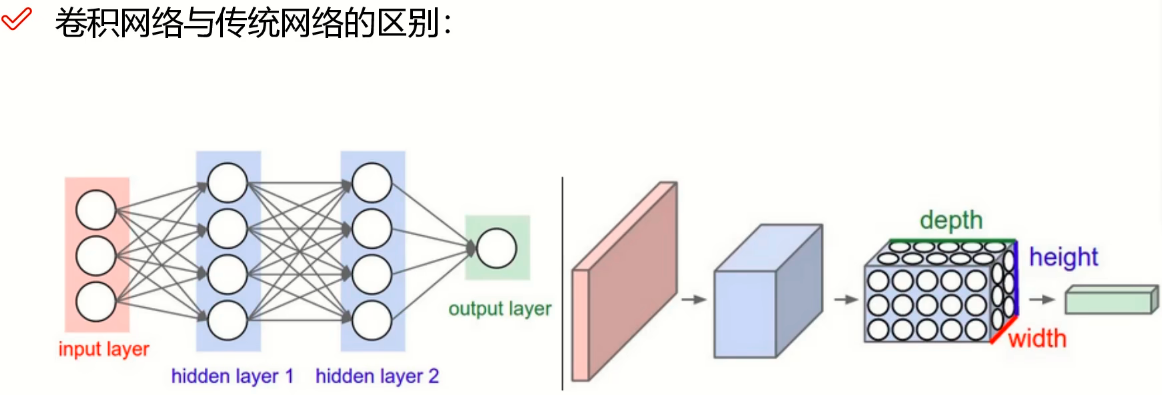 卷积网络与传统网络的区别：
input layer
hidden layer 1
hidden layer 2
output layer
depth
height
width